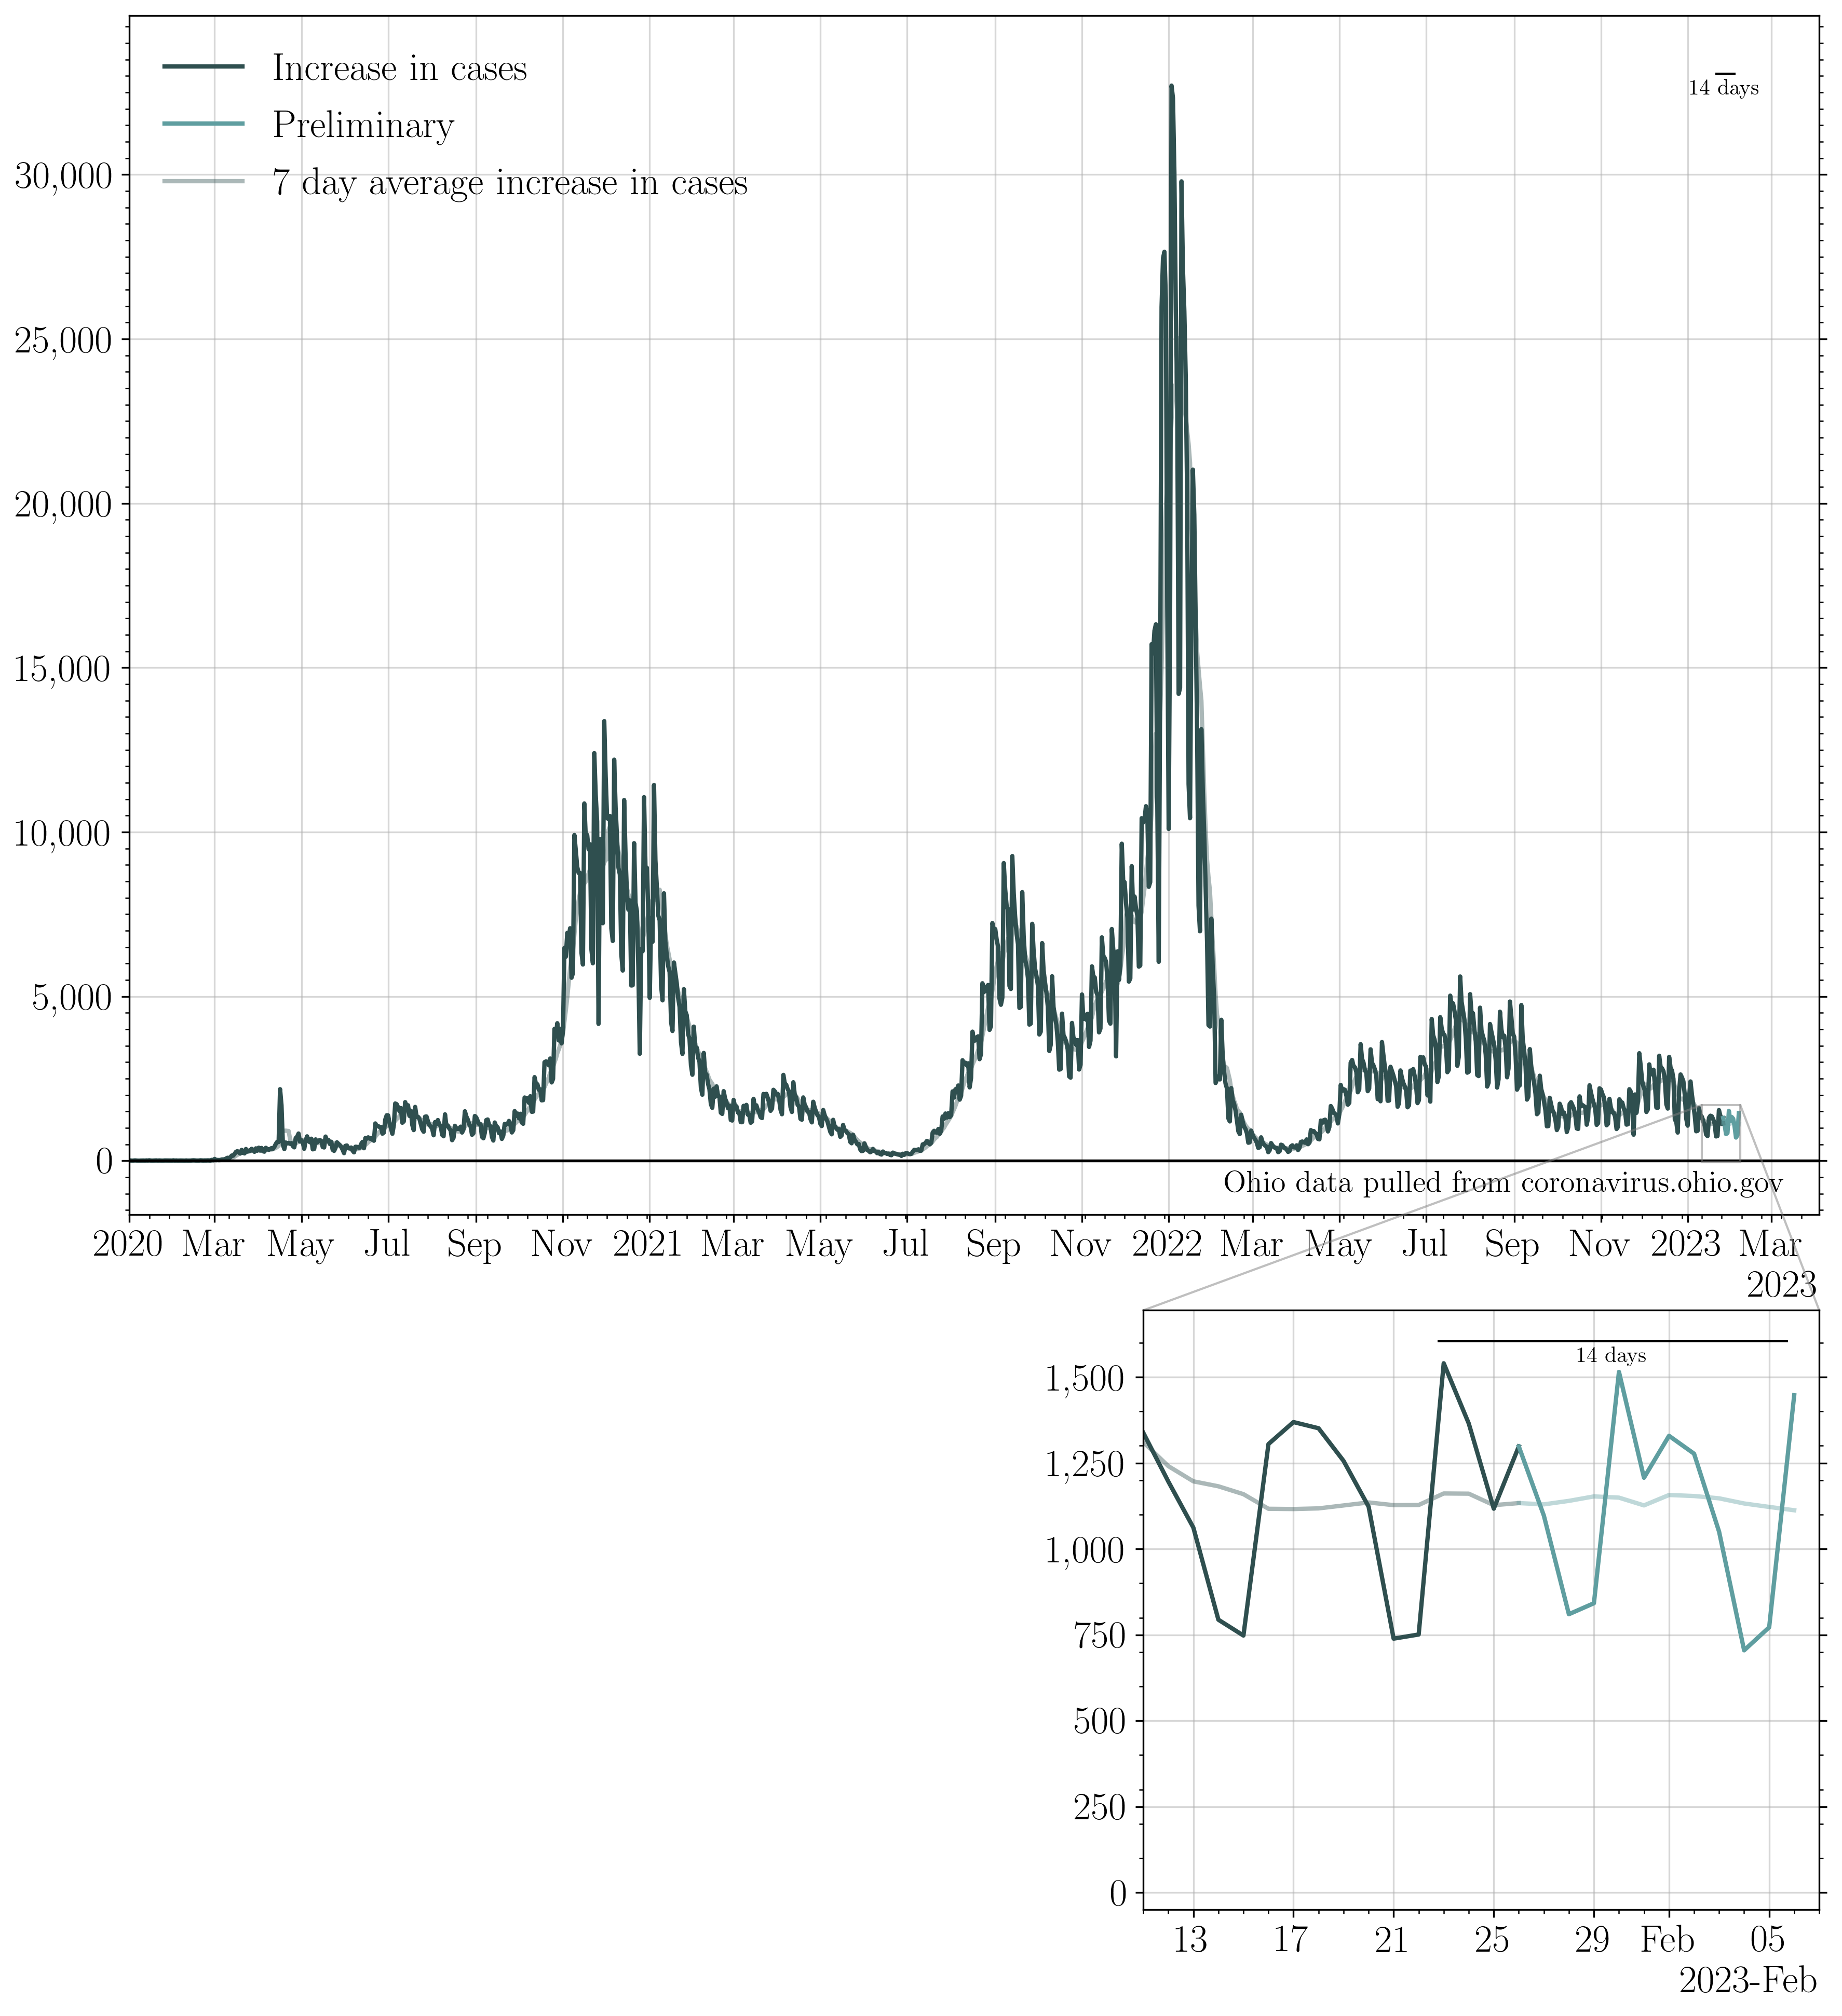 Increase in cases
Preliminary
7 day average increase in cases
14 days
30,000
25,000
20,000
15,000
10,000
5,000
0
Ohio data pulled from coronavirus.ohio.gov
2020 Mar May Jul Sep Nov 2021 Mar May Jul Sep Nov 2022 Mar May Jul Sep Nov 2023 Mar
2023
14 days
1,500
1,250
1,000
750
500
250
0
13 17 21 25 29 Feb 05
2023-Feb